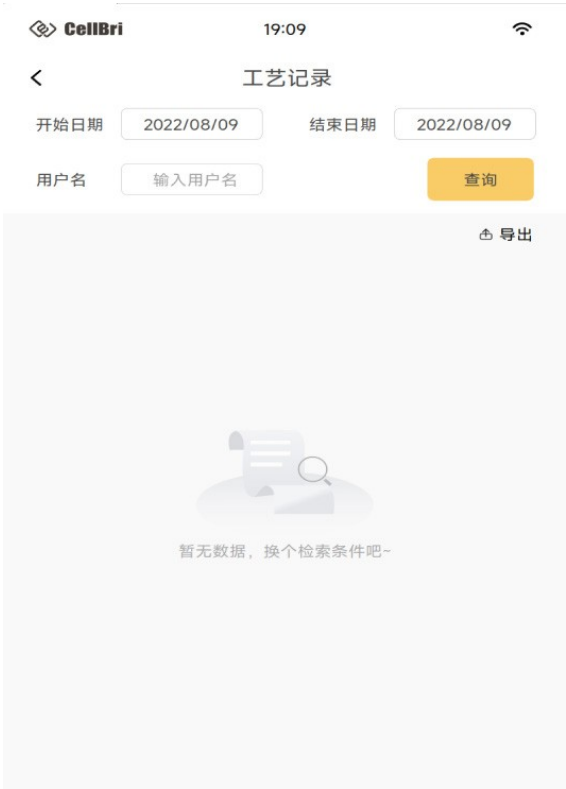 CellBri 19:09
工艺记录
开始日期 2022/08/09 结束日期 2022/08/09
用户名 输入用户名 查询
导出
暂无数据，换个检索条件吧~